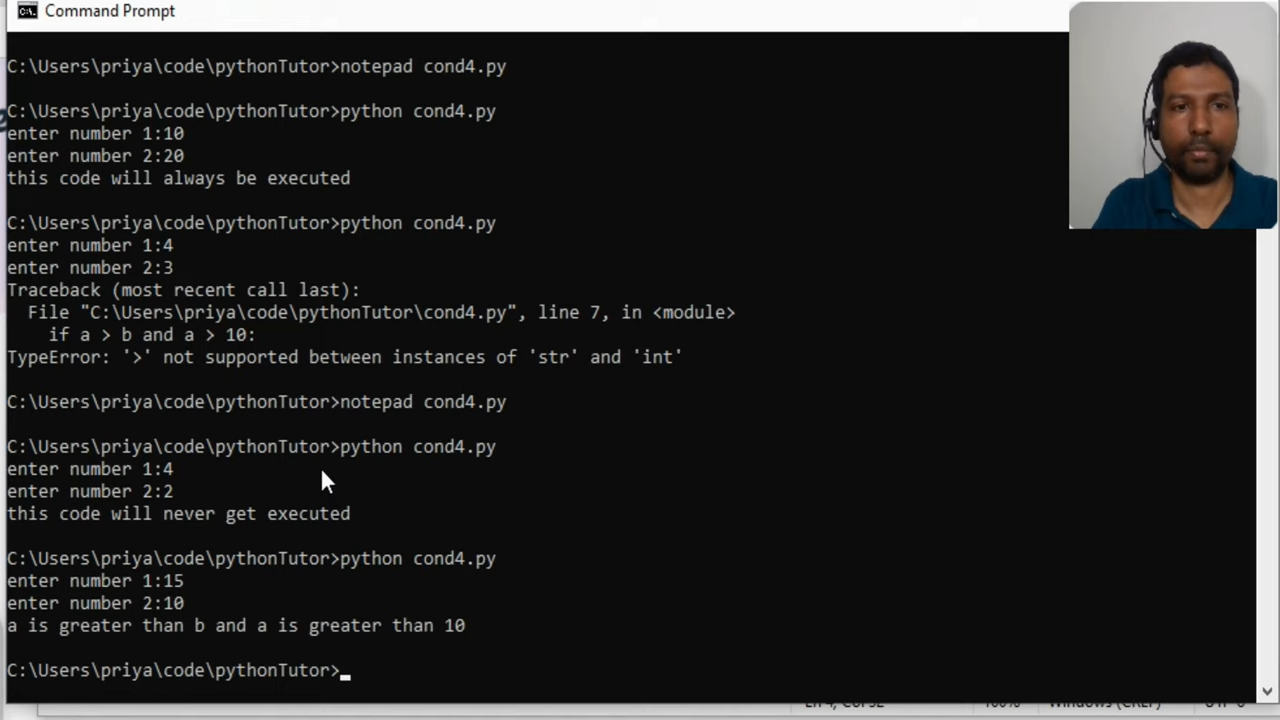 Command Prompt
C:\Users\priya\code\pythonTutor>notepad cond4.py
C:\Users\priya\code\pythonTutor>python cond4.py
enter number 1:10
enter number 2:20
this code will always be executed
C:\Users\priya\code\pythonTutor>python cond4.py
enter number 1:4
enter number 2:3
Traceback (most recent call last):
File "C:\Users\priya\code\pythonTutor\cond4.py", line 7, in <module>
if a > b and a > 10:
TypeError: '>' not supported between instances of 'str' and 'int'
C:\Users\priya\code\pythonTutor>notepad cond4.py
C:\Users\priya\code\pythonTutor>python cond4.py
enter number 1:4
enter number 2:2
this code will never get executed
C:\Users\priya\code\pythonTutor>python cond4.py
enter number 1:15
enter number 2:10
a is greater than b and a is greater than 10
C:\Users\priya\code\pythonTutor>